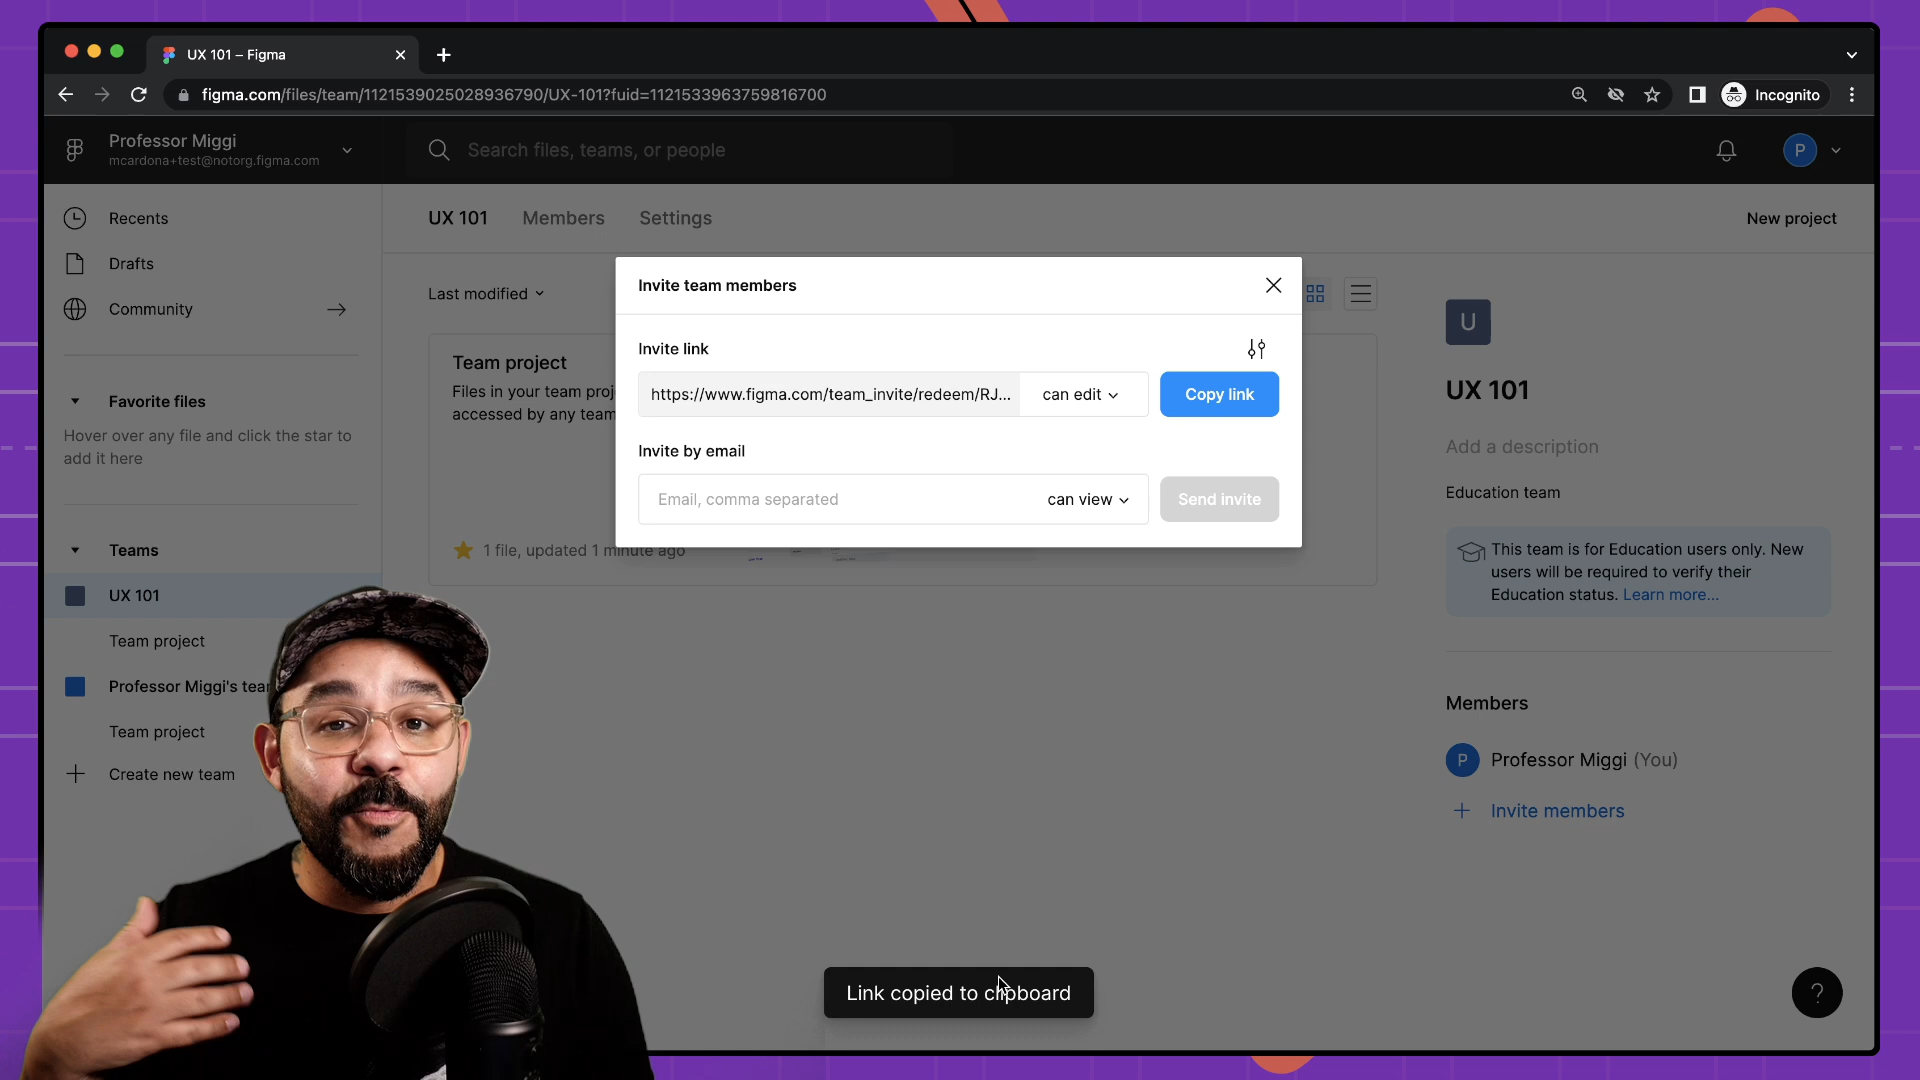 UX 101 – Figma
figma.com/files/team/1121539025028936790/UX-101?fuid=1121533963759816700
Incognito
Professor Miggi
mcardona+test@notorg.figma.com
Search files, teams, or people
P
Recents
Drafts
Community
Favorite files
Hover over any file and click the star to
add it here
Teams
UX 101
Team project
Professor Miggi's tea
Team project
Create new team
UX 101
Members
Settings
New project
Last modified
Team project
Files in your team proj
accessed by any team
1 file, updated 1 minute ago
Invite team members
Invite link
https://www.figma.com/team_invite/redeem/RJ...
can edit
Copy link
Invite by email
Email, comma separated
can view
Send invite
U
UX 101
Add a description
Education team
This team is for Education users only. New
users will be required to verify their
Education status. Learn more...
Members
P
Professor Miggi (You)
Invite members
Link copied to clipboard
?